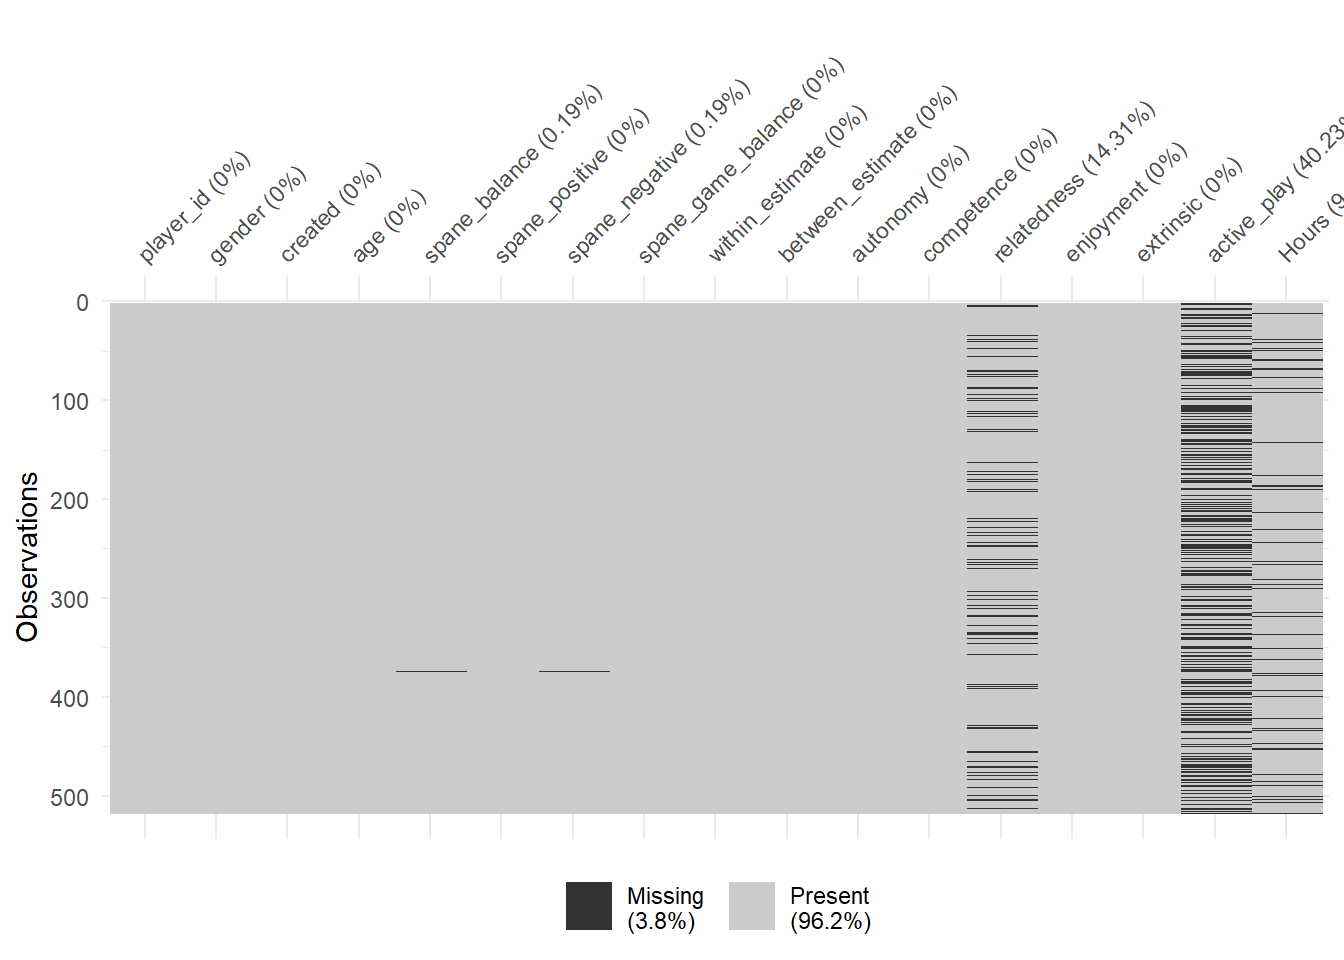 player_id (0%)
gender (0%)
created (0%)
age (0%)
spane_balance (0.19%)
spane_positive (0%)
spane_negative (0.19%)
spane_game_balance (0%)
within_estimate (0%)
between_estimate (0%)
autonomy (0%)
competence (0%)
relatedness (14.31%)
enjoyment (0%)
extrinsic (0%)
active_play (40.23%
Hours (9
Observations
0
100
200
300
400
500
Missing
(3.8%)
Present
(96.2%)